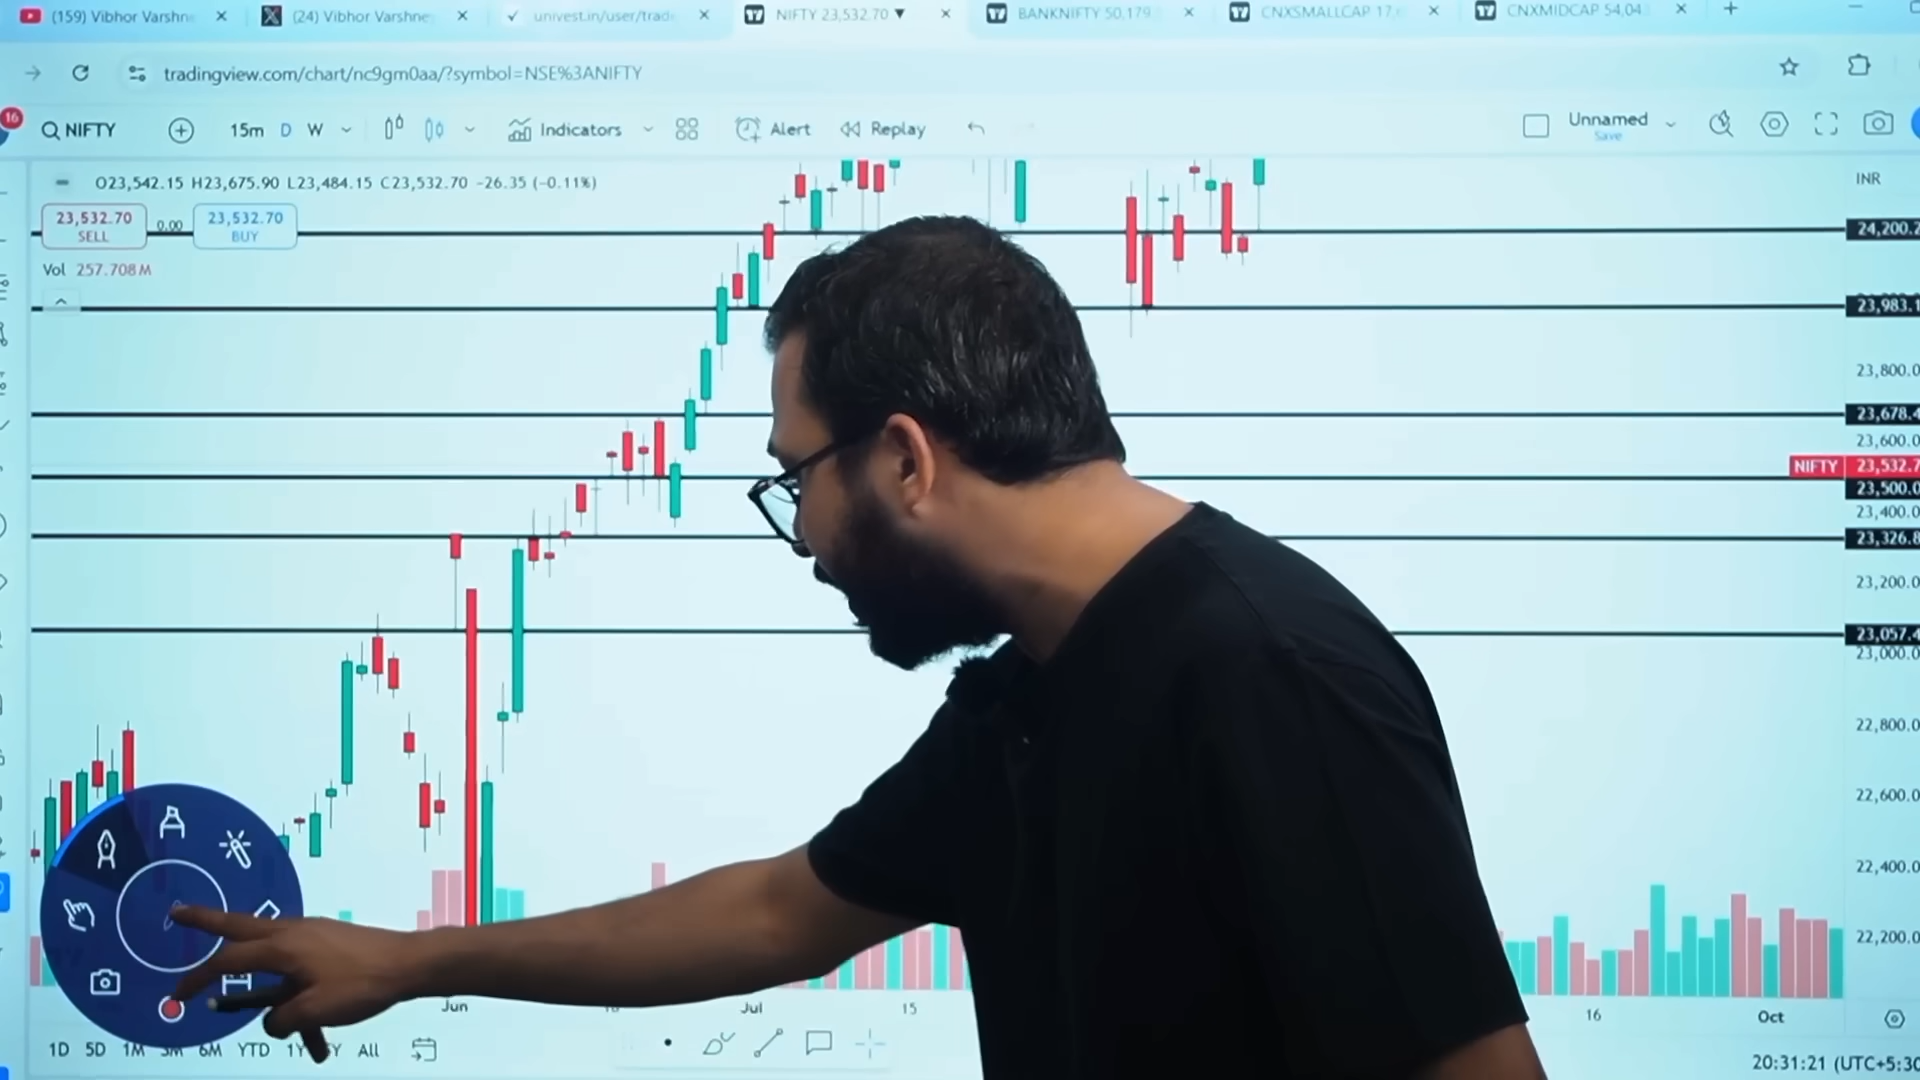 (159) Vibhor Varshn
(24) Vibhor Varshne
univest.in/user/trad
NIFTY 23,532.70 ▼
BANKNIFTY 50,179
CNXSMALLCAP 17,
CNXMIDCAP 54,04
tradingview.com/chart/nc9gm0aa/?symbol=NSE%3ANIFTY
16
NIFTY
15m D W
Indicators
Alert
Replay
Unnamed
Save
O23,542.15 H23,675.90 L23,484.15 C23,532.70 -26.35 (-0.11%)
INR
23,532.70
SELL
0.00
23,532.70
BUY
24,200.2
Vol 257.708M
23,983.1
23,800.0
23,678.4
23,600.0
NIFTY 23,532.7
23,500.0
23,400.0
23,326.8
23,200.0
23,057.4
23,000.0
22,800.0
22,600.0
22,400.0
22,200.0
Jun
Jul
15
16
Oct
1D 5D 1M 3M 6M YTD 1Y 5Y All
20:31:21 (UTC+5:30